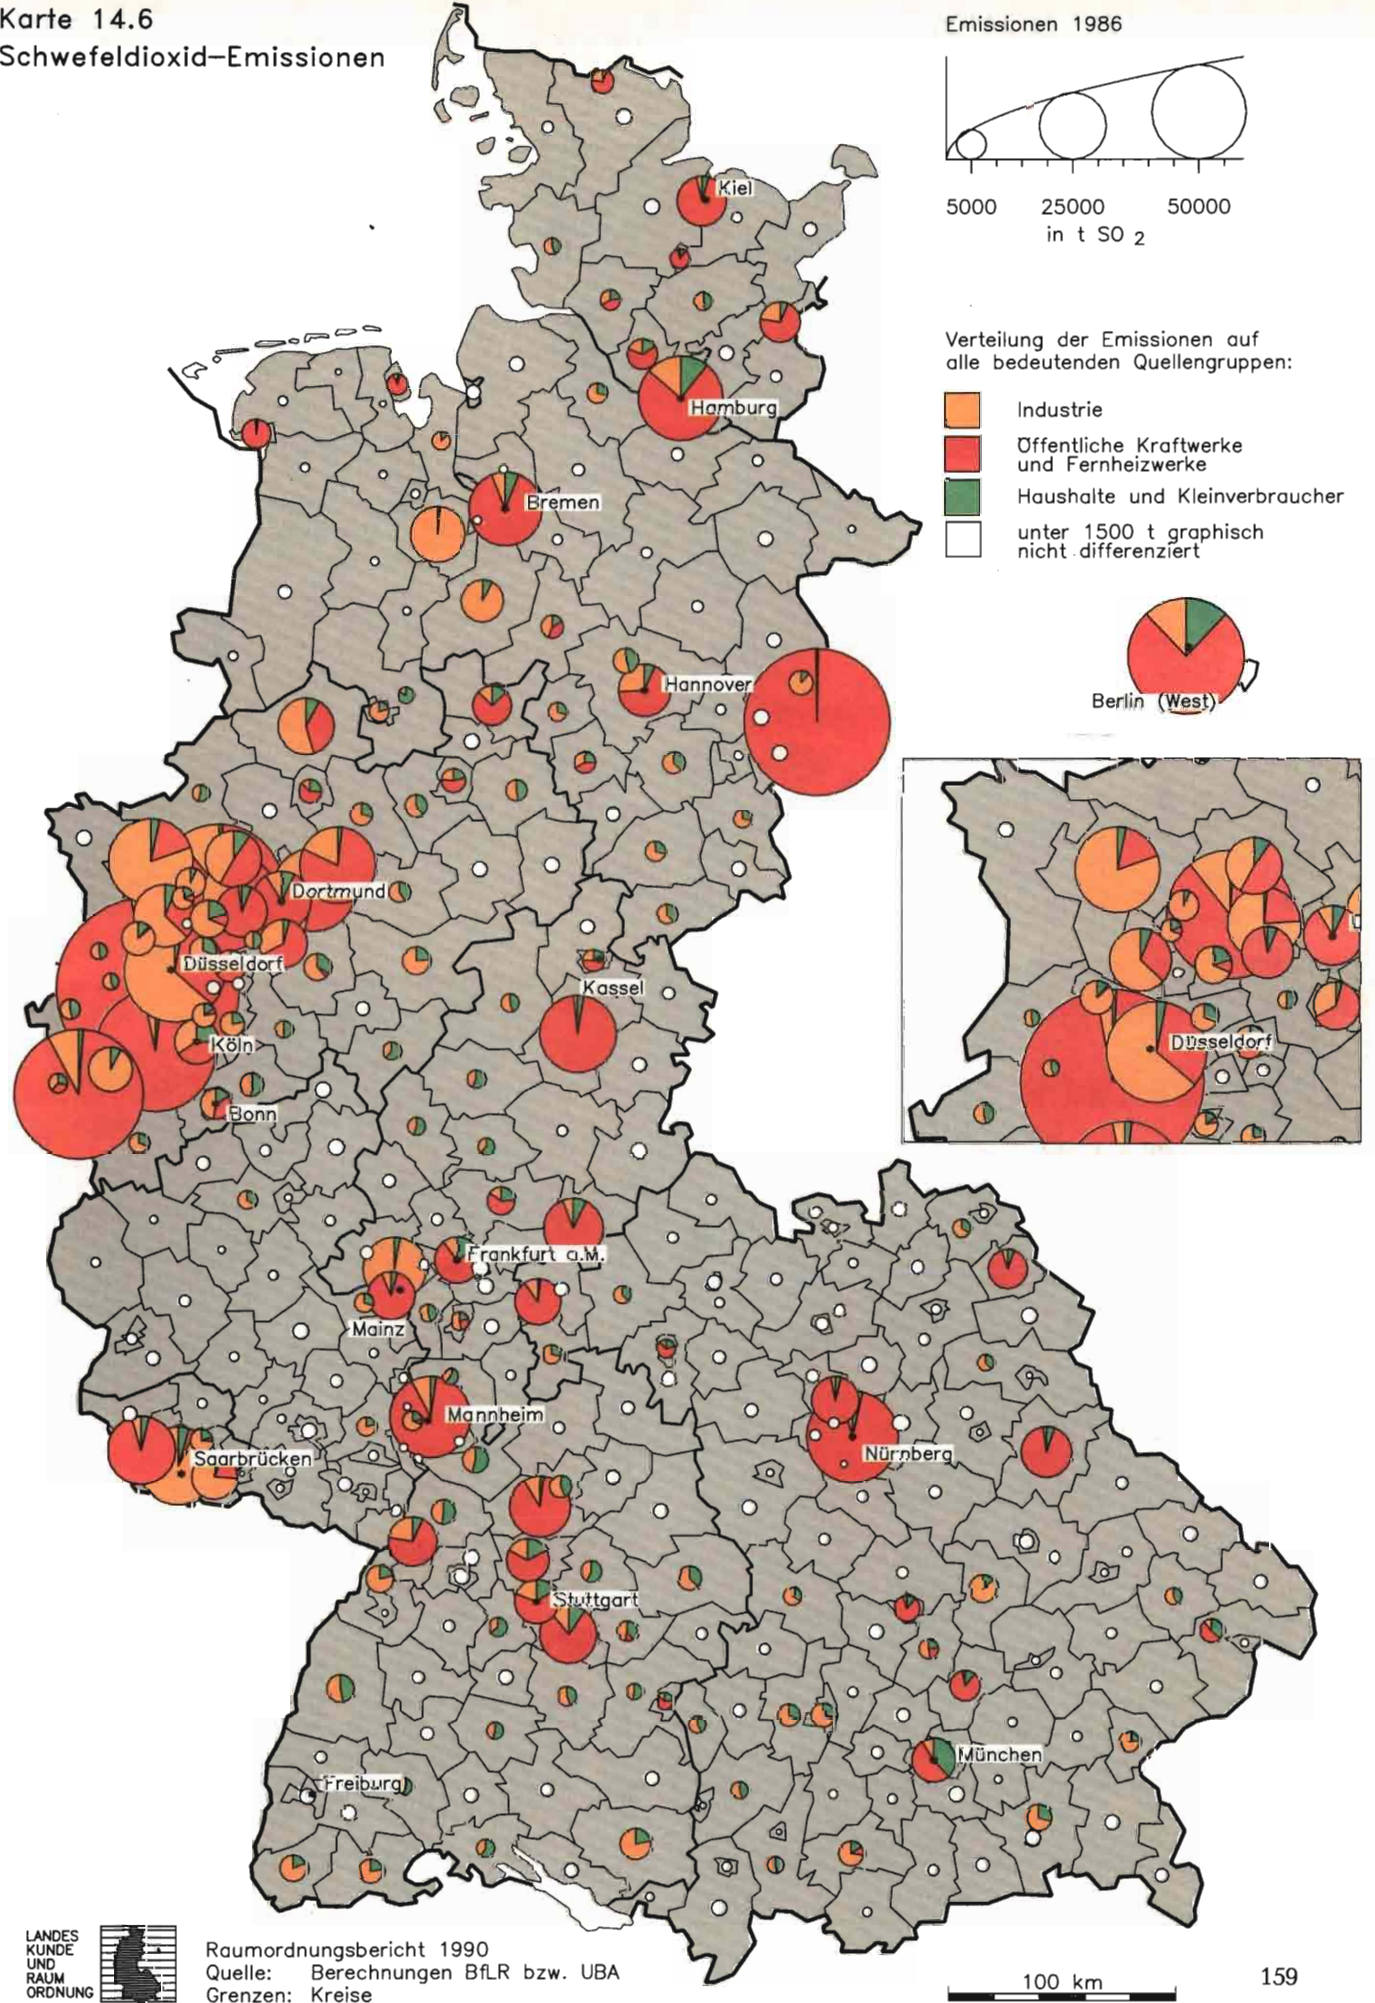 Karte 14.6
Schwefeldioxid-Emissionen
Emissionen 1986
5000 25000 50000
in t SO 2
Verteilung der Emissionen auf
alle bedeutenden Quellengruppen:
Industrie
Öffentliche Kraftwerke
und Fernheizwerke
Haushalte und Kleinverbraucher
unter 1500 t graphisch
nicht differenziert
Berlin (West)
Kiel
Hamburg
Bremen
Hannover
Dortmund
Düsseldorf
Köln
Bonn
Kassel
Düsseldorf
Frankfurt a.M.
Mainz
Mannheim
Saarbrücken
Nürnberg
Stuttgart
München
Freiburg
LANDES
KUNDE
UND
RAUM
ORDNUNG
Raumordnungsbericht 1990
Quelle: Berechnungen BfLR bzw. UBA
Grenzen: Kreise
100 km
159